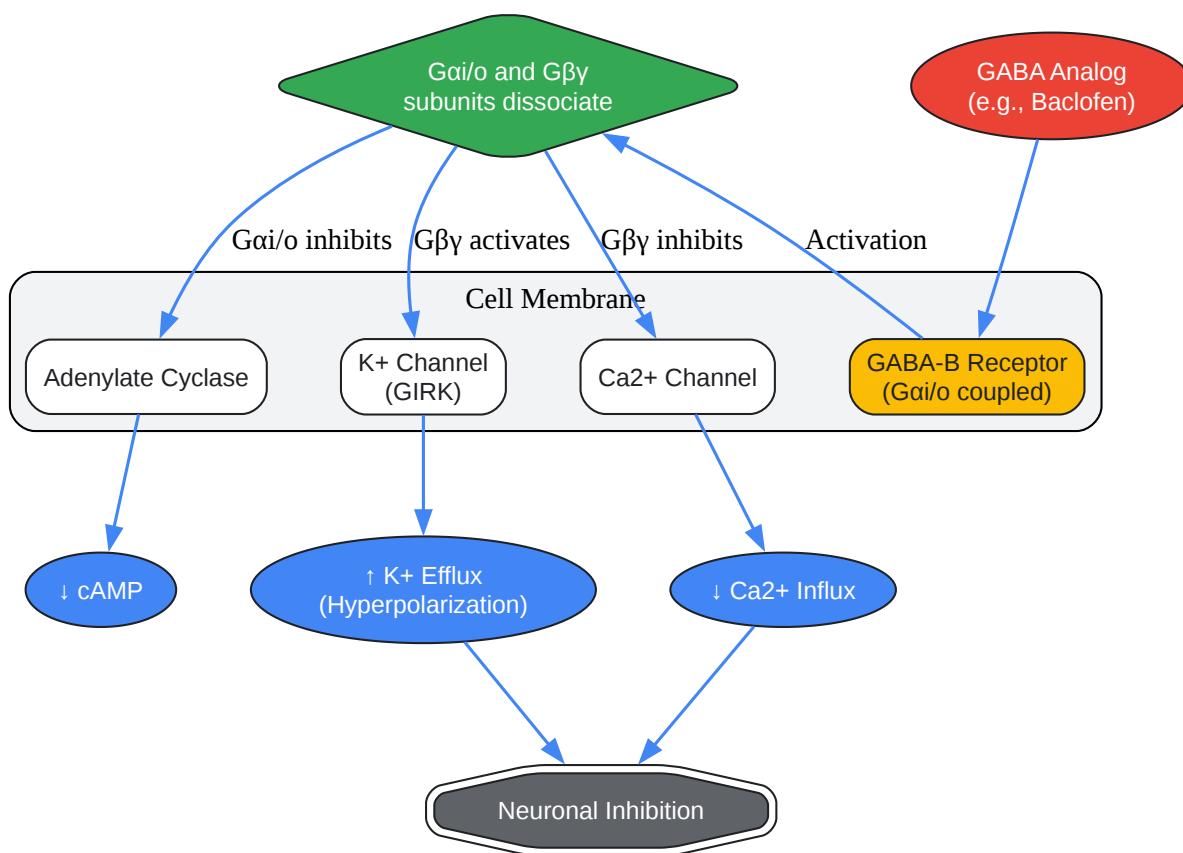 Gαi/o and Gβγ
subunits dissociate
GABA Analog
(e.g., Baclofen)
Gαi/o inhibits
Gβγ activates
Gβγ inhibits
Activation
Cell Membrane
Adenylate Cyclase
K+ Channel
(GIRK)
Ca2+ Channel
GABA-B Receptor
(Gαi/o coupled)
↓ cAMP
↑ K+ Efflux
(Hyperpolarization)
↓ Ca2+ Influx
Neuronal Inhibition